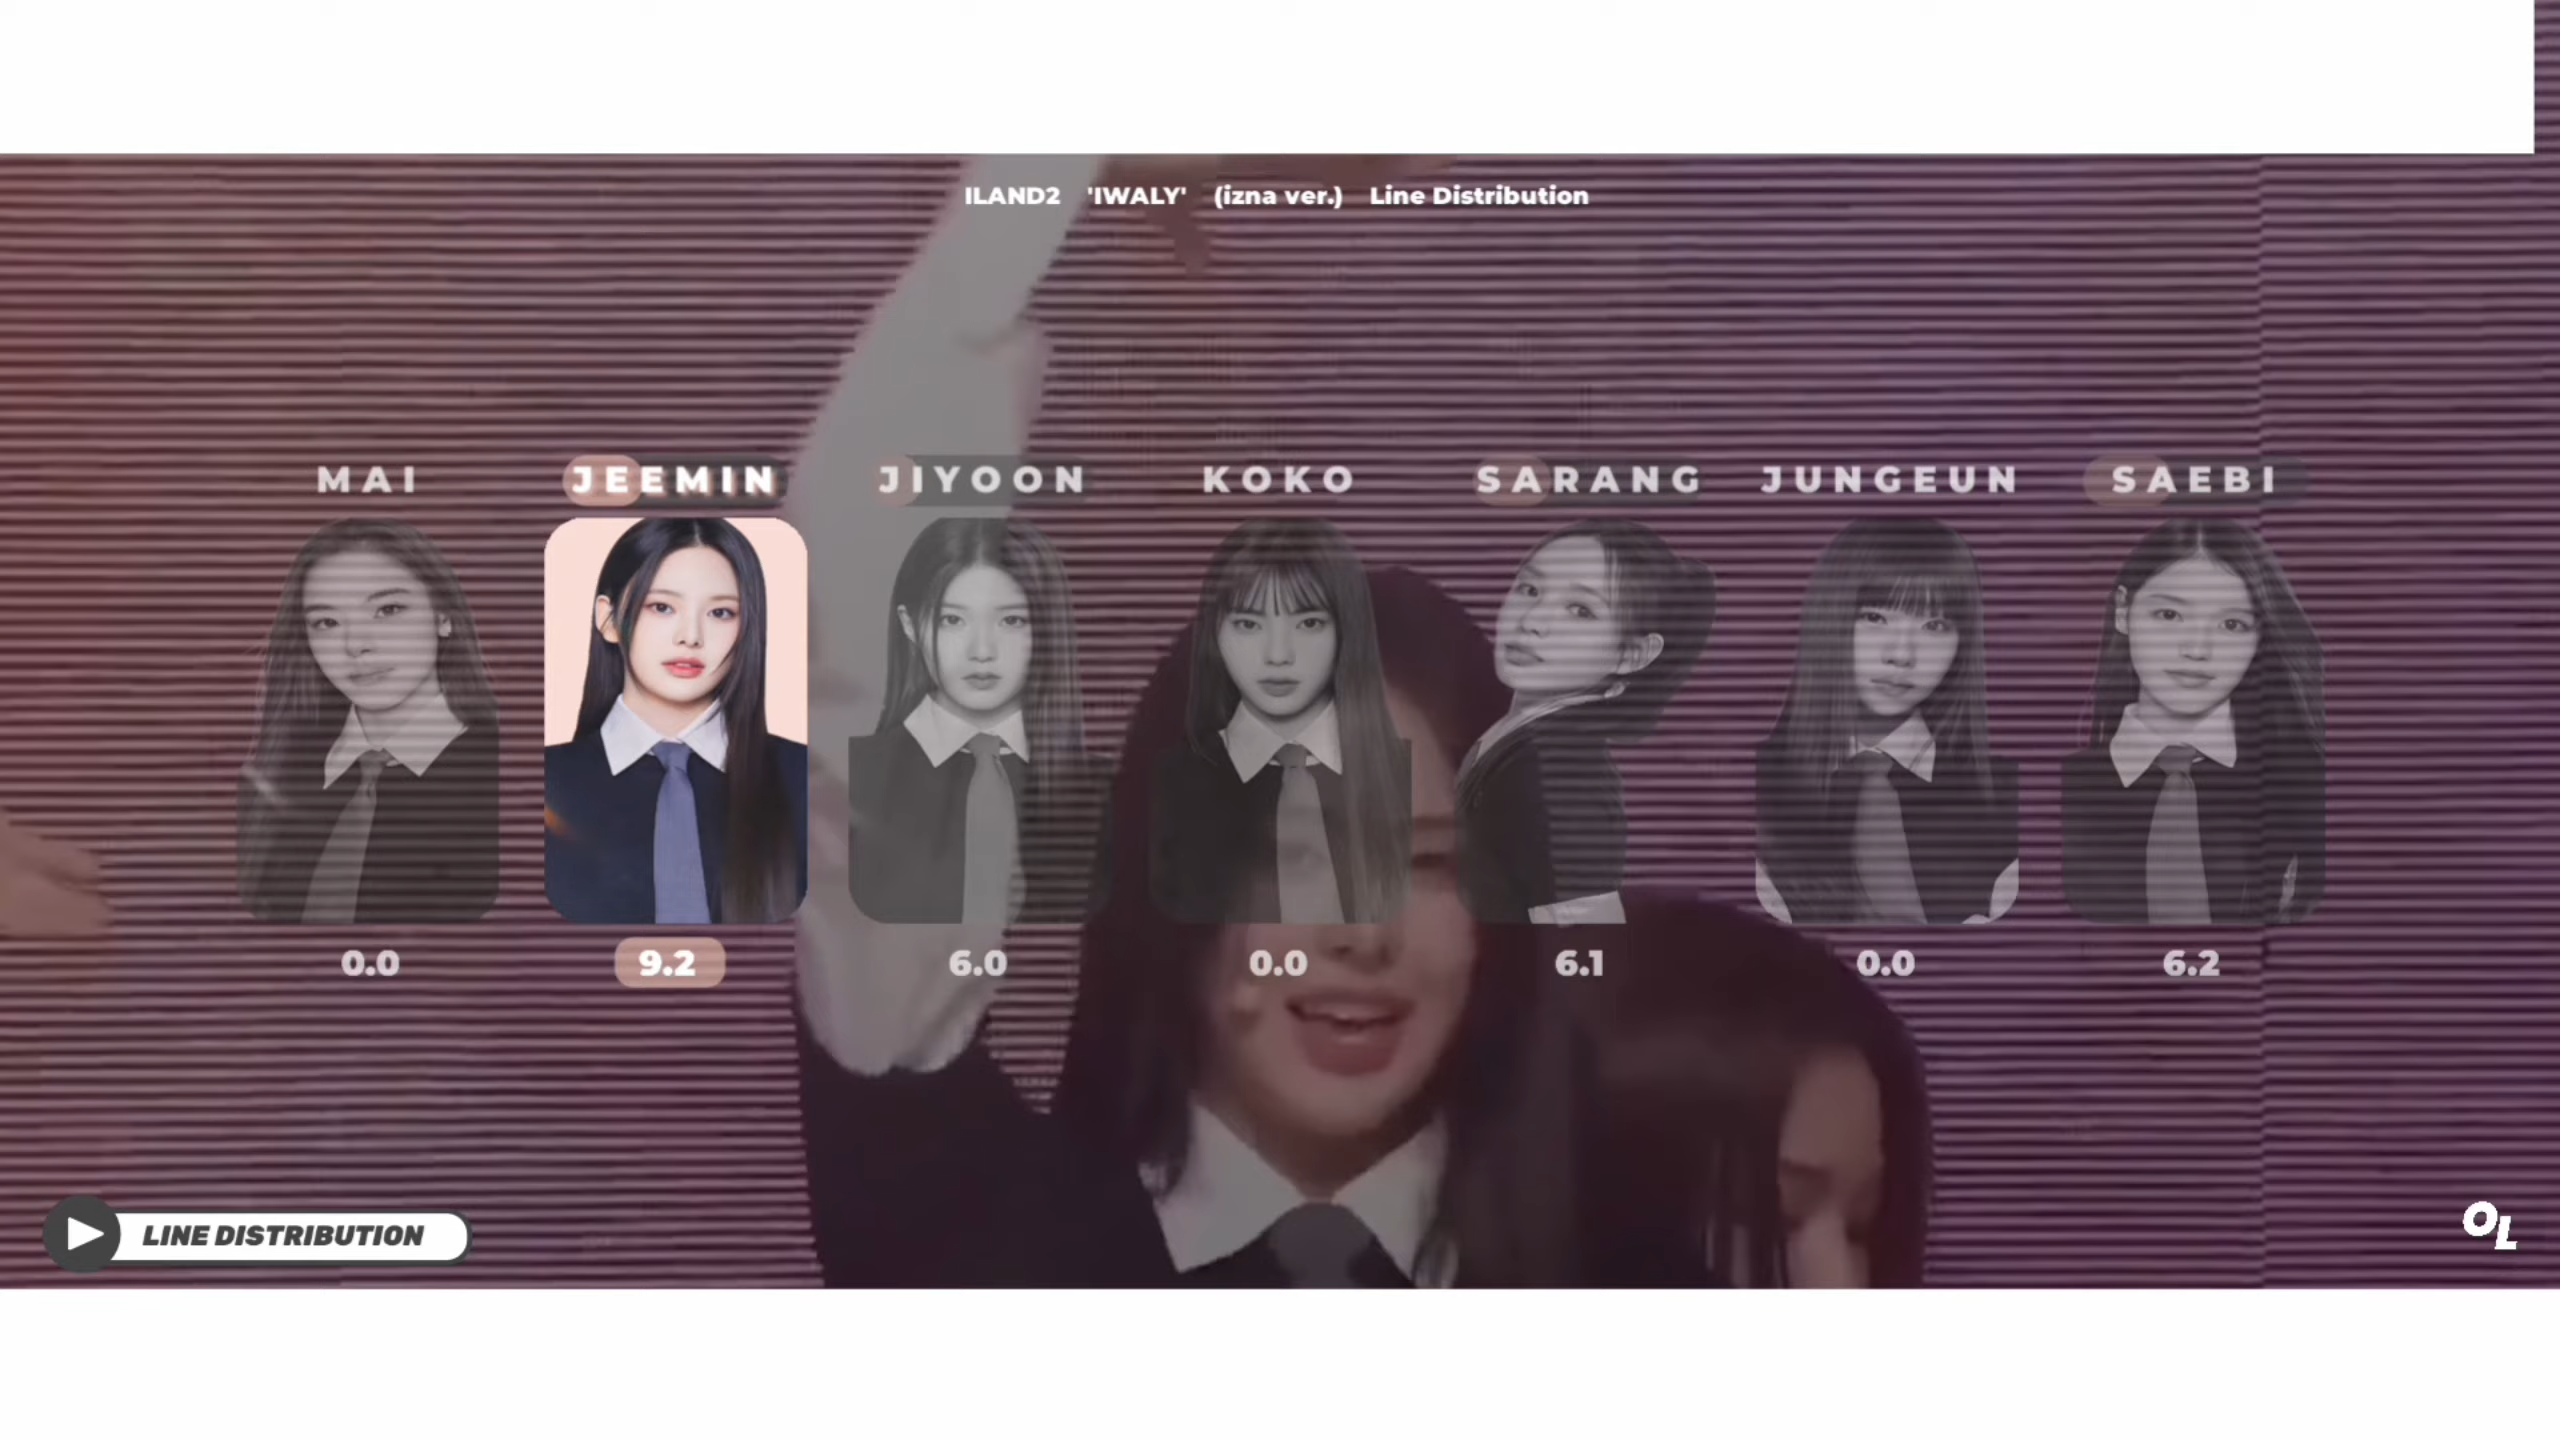 ILAND2 'IWALY' (izna ver.) Line Distribution
MAI JEEMIN JIYOON KOKO SARANG JUNGEUN SAEBI
0.0 9.2 6.0 0.0 6.1 0.0 6.2
LINE DISTRIBUTION
OL